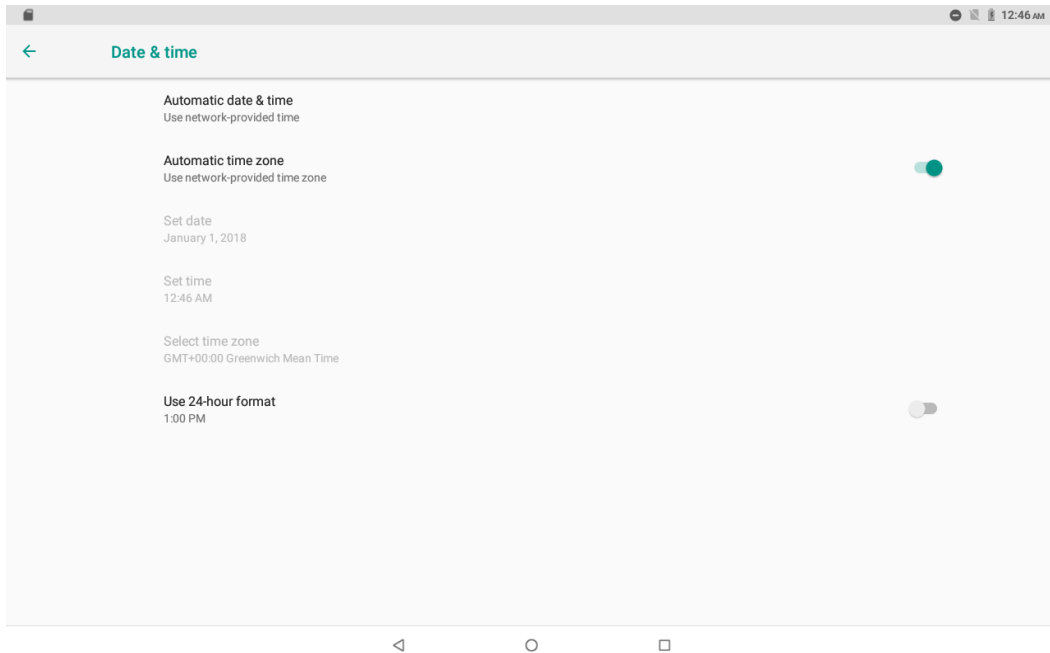 12:46 AM
Date & time
Automatic date & time
Use network-provided time
Automatic time zone
Use network-provided time zone
Set date
January 1, 2018
Set time
12:46 AM
Select time zone
GMT+00:00 Greenwich Mean Time
Use 24-hour format
1:00 PM